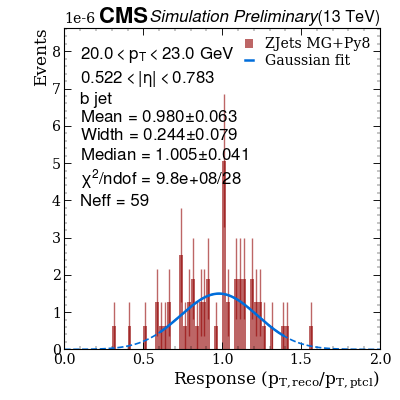 1e-6 CMS Simulation Preliminary (13 TeV)
Events
8
7
6
5
4
3
2
1
0
20.0 < pT < 23.0 GeV
0.522 < |η| < 0.783
b jet
Mean = 0.980±0.063
Width = 0.244±0.079
Median = 1.005±0.041
χ²/ndof = 9.8e+08/28
Neff = 59
ZJets MG+Py8
Gaussian fit
0.0 0.5 1.0 1.5 2.0
Response (pT,reco/pT,ptcl)